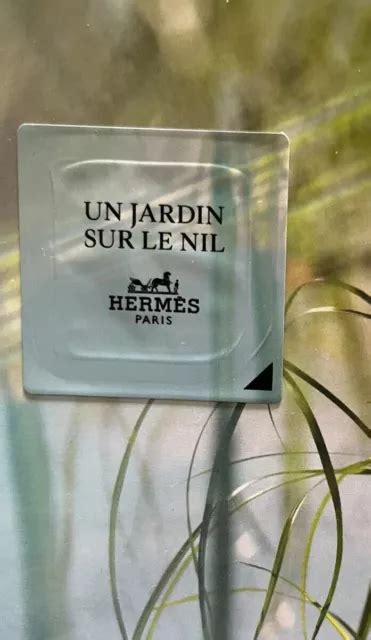 UN JARDIN
SUR LE NIL
HERMÈS
PARIS